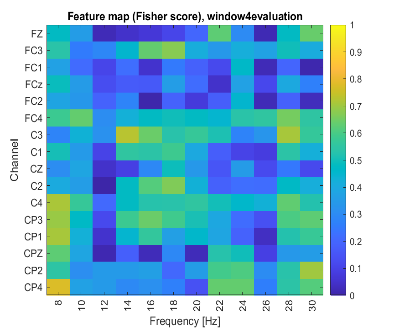 Feature map (Fisher score), window4evaluation
FZ
FC3
FC1
FCz
FC2
FC4
C3
C1
CZ
C2
C4
CP3
CP1
CPZ
CP2
CP4
Channel
8 10 12 14 16 18 20 22 24 26 28 30
Frequency [Hz]
1
0.9
0.8
0.7
0.6
0.5
0.4
0.3
0.2
0.1
0